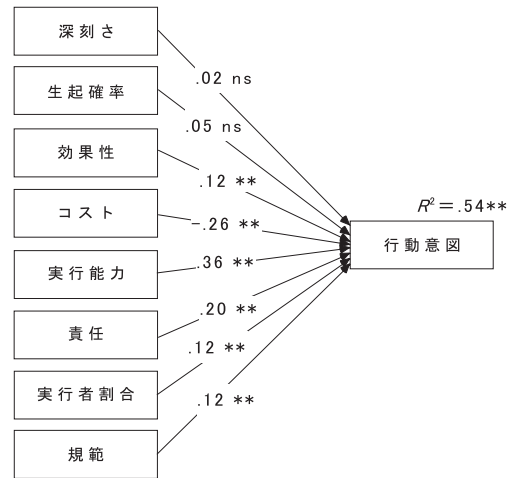 深刻さ
.02 ns
生起確率
.05 ns
効果性
.12 **
R²=.54**
コスト
-.26 **
行動意図
実行能力
.36 **
責任
.20 **
実行者割合
.12 **
規範
.12 **